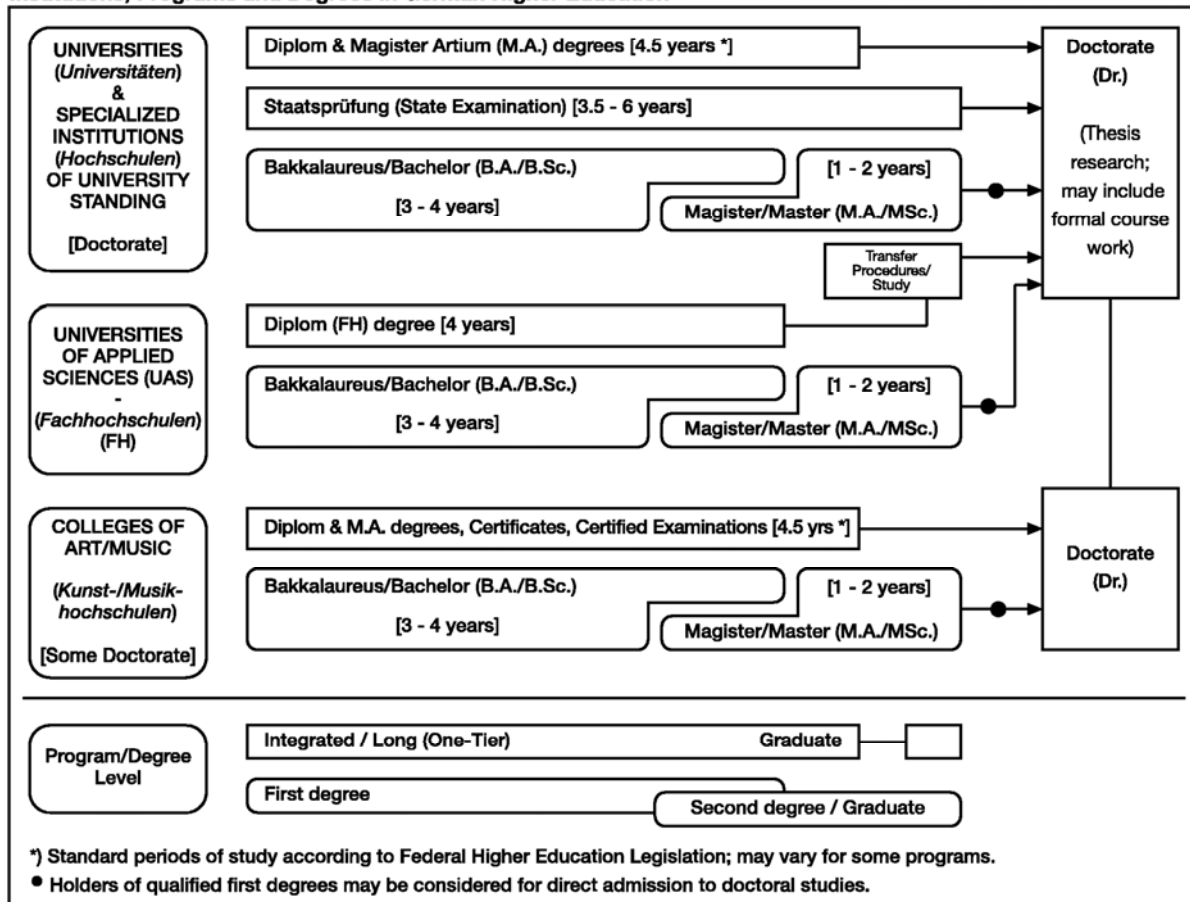 UNIVERSITIES
(Universitäten)
&
SPECIALIZED
INSTITUTIONS
(Hochschulen)
OF UNIVERSITY
STANDING
[Doctorate]
Diplom & Magister Artium (M.A.) degrees [4.5 years *]
Staatsprüfung (State Examination) [3.5 - 6 years]
Bakkalaureus/Bachelor (B.A./B.Sc.)
[3 - 4 years]
[1 - 2 years]
Magister/Master (M.A./MSc.)
Transfer
Procedures/
Study
Doctorate
(Dr.)
(Thesis
research;
may include
formal course
work)
UNIVERSITIES
OF APPLIED
SCIENCES (UAS)
-
(Fachhochschulen)
(FH)
Diplom (FH) degree [4 years]
Bakkalaureus/Bachelor (B.A./B.Sc.)
[3 - 4 years]
[1 - 2 years]
Magister/Master (M.A./MSc.)
COLLEGES OF
ART/MUSIC
(Kunst-/Musik-
hochschulen)
[Some Doctorate]
Diplom & M.A. degrees, Certificates, Certified Examinations [4.5 yrs *]
Bakkalaureus/Bachelor (B.A./B.Sc.)
[3 - 4 years]
[1 - 2 years]
Magister/Master (M.A./MSc.)
Doctorate
(Dr.)
Program/Degree
Level
Integrated / Long (One-Tier) Graduate
First degree
Second degree / Graduate
*) Standard periods of study according to Federal Higher Education Legislation; may vary for some programs.
● Holders of qualified first degrees may be considered for direct admission to doctoral studies.